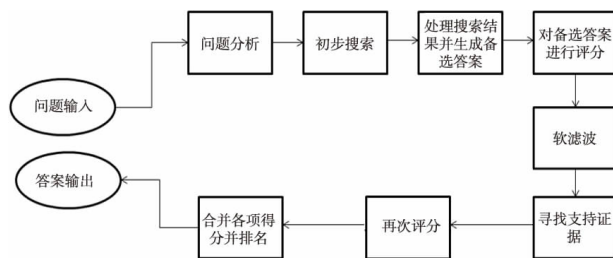 问题输入
问题分析
初步搜索
处理搜索结
果并生成备
选答案
对备选答案
进行评分
软滤波
寻找支持证
据
再次评分
合并各项得
分并排名
答案输出